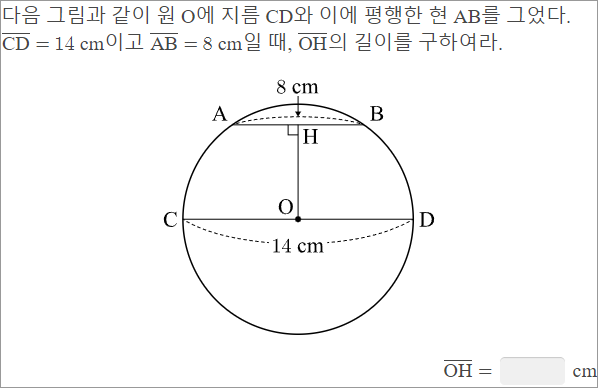 다음 그림과 같이 원 O에 지름 CD와 이에 평행한 현 AB를 그었다.
CD = 14 cm이고 AB = 8 cm일 때, OH의 길이를 구하여라.
8 cm
A
B
H
O
C
D
14 cm
OH = cm